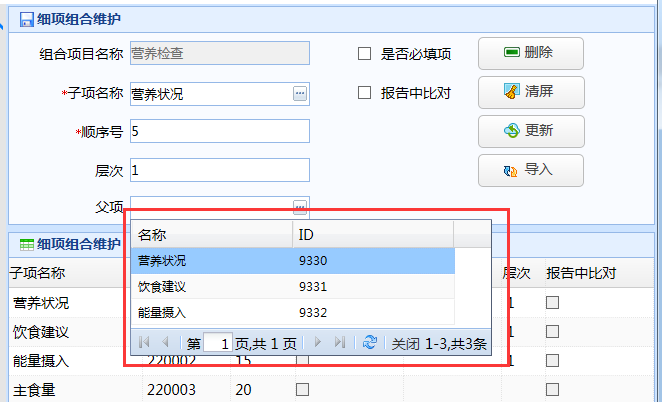 细项组合维护
组合项目名称 营养检查 是否必填项 删除
*子项名称 营养状况 报告中比对 清屏
*顺序号 5 更新
层次 1 导入
父项
细项组合维护
名称 ID
子项名称 层次 报告中比对
营养状况 9330
饮食建议 9331
能量摄入 9332
营养状况 1
饮食建议 1
第 1 页,共 1 页 关闭 1-3,共3条
能量摄入 220002 15 1
主食量 220003 20